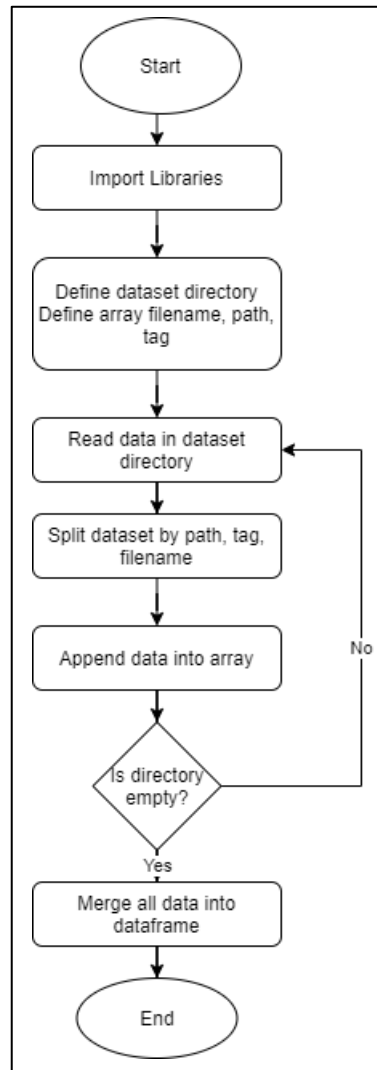 Start
Import Libraries
Define dataset directory
Define array filename, path,
tag
Read data in dataset
directory
Split dataset by path, tag,
filename
Append data into array
No
Is directory
empty?
Yes
Merge all data into
dataframe
End